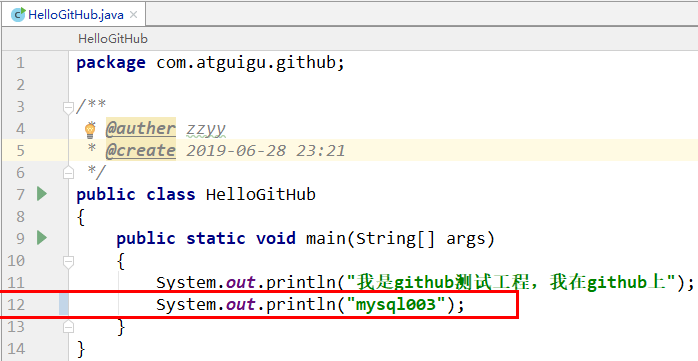 HelloGitHub.java ×
HelloGitHub
1 package com.atguigu.github;
2
3 /**
4 * @auther zzyy
5 * @create 2019-06-28 23:21
6 */
7 public class HelloGitHub
8 {
9 public static void main(String[] args)
10 {
11 System.out.println("我是github测试工程，我在github上");
12 System.out.println("mysql003");
13 }
14 }